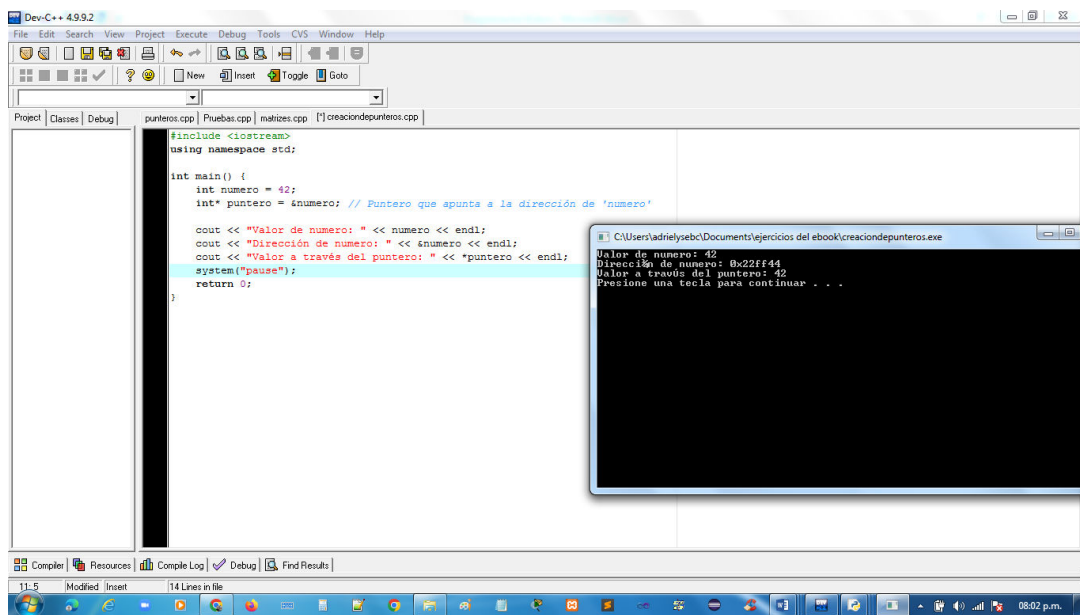 Dev-C++ 4.9.9.2
File Edit Search View Project Execute Debug Tools CVS Window Help
New Insert Toggle Goto
Project Classes Debug punteros.cpp Pruebas.cpp matrizes.cpp [*] creaciondepunteros.cpp
#include <iostream>
using namespace std;
int main() {
int numero = 42;
int* puntero = &numero; // Puntero que apunta a la dirección de 'numero'
cout << "Valor de numero: " << numero << endl;
cout << "Dirección de numero: " << &numero << endl;
cout << "Valor a través del puntero: " << *puntero << endl;
system("pause");
return 0;
}
C:\Users\adrielysebc\Documents\ejercicios del ebook\creaciondepunteros.exe
Valor de numero: 42
Direcci¾n de numero: 0x22ff44
Valor a travÚs del puntero: 42
Presione una tecla para continuar . . .
Compiler Resources Compile Log Debug Find Results
11: 5 Modified Insert 14 Lines in file
08:02 p.m.